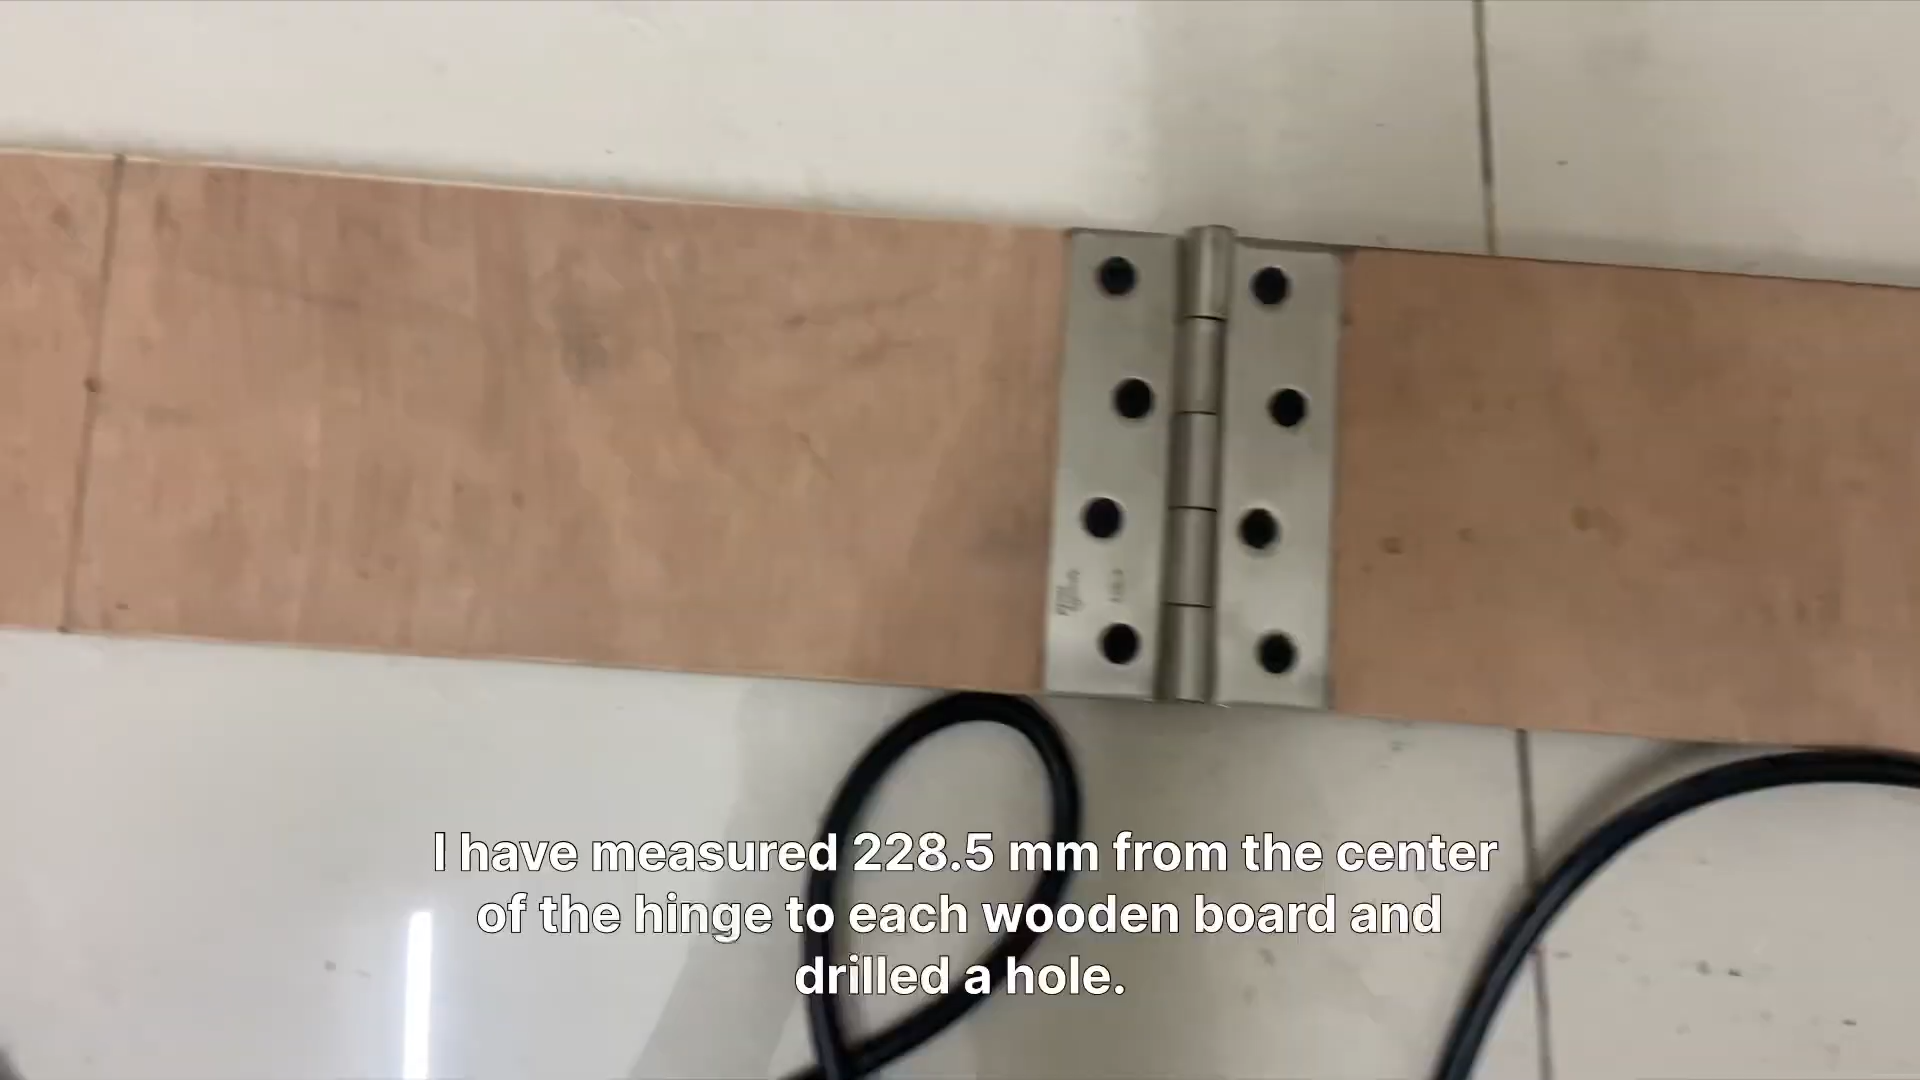 I have measured 228.5 mm from the center
of the hinge to each wooden board and
drilled a hole.